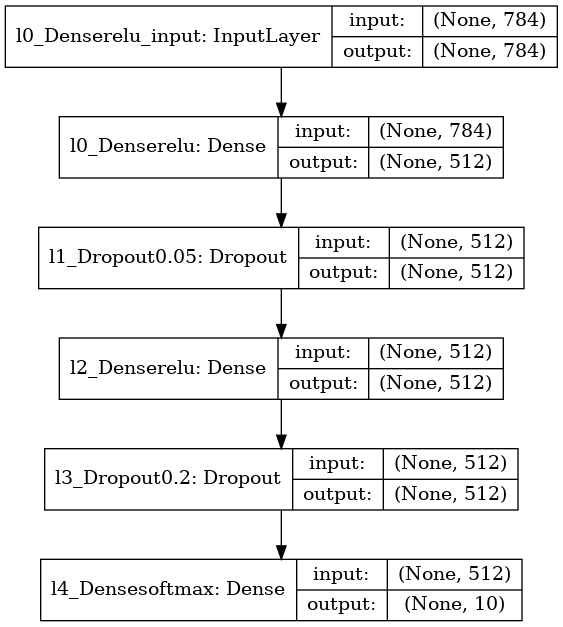 l0_Denserelu_input: InputLayer
input: (None, 784)
output: (None, 784)
l0_Denserelu: Dense
input: (None, 784)
output: (None, 512)
l1_Dropout0.05: Dropout
input: (None, 512)
output: (None, 512)
l2_Denserelu: Dense
input: (None, 512)
output: (None, 512)
l3_Dropout0.2: Dropout
input: (None, 512)
output: (None, 512)
l4_Densesoftmax: Dense
input: (None, 512)
output: (None, 10)